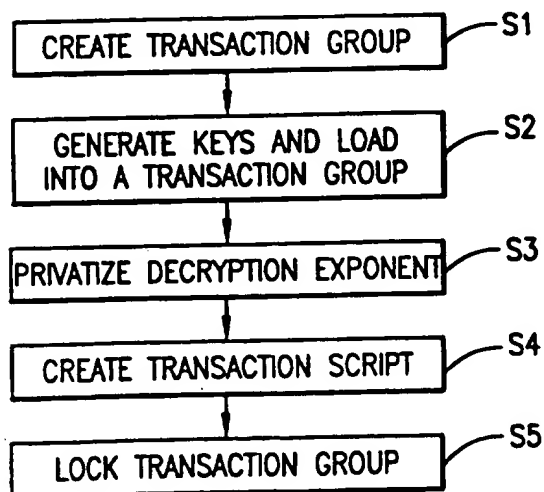 CREATE TRANSACTION GROUP
S1
GENERATE KEYS AND LOAD
INTO A TRANSACTION GROUP
S2
PRIVATIZE DECRYPTION EXPONENT
S3
CREATE TRANSACTION SCRIPT
S4
LOCK TRANSACTION GROUP
S5